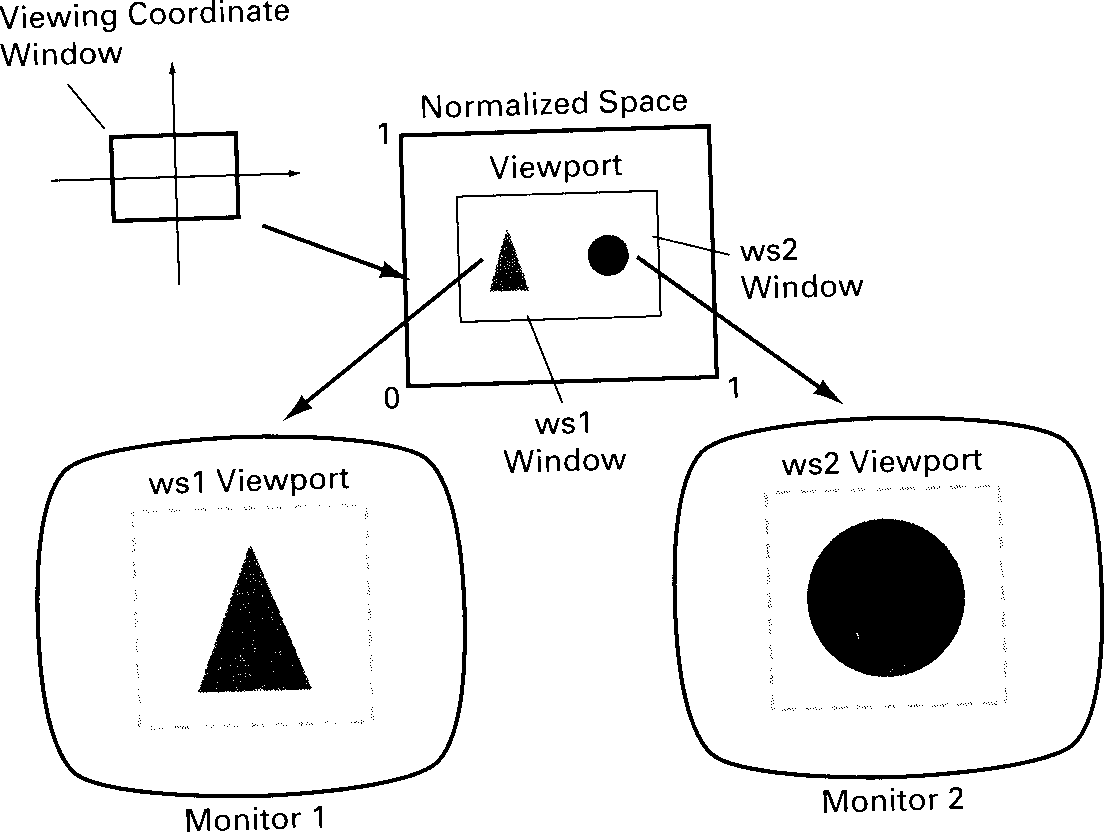 Viewing Coordinate
Window
Normalized Space
1
Viewport
ws2
Window
0
1
ws1
Window
ws1 Viewport
ws2 Viewport
Monitor 1
Monitor 2